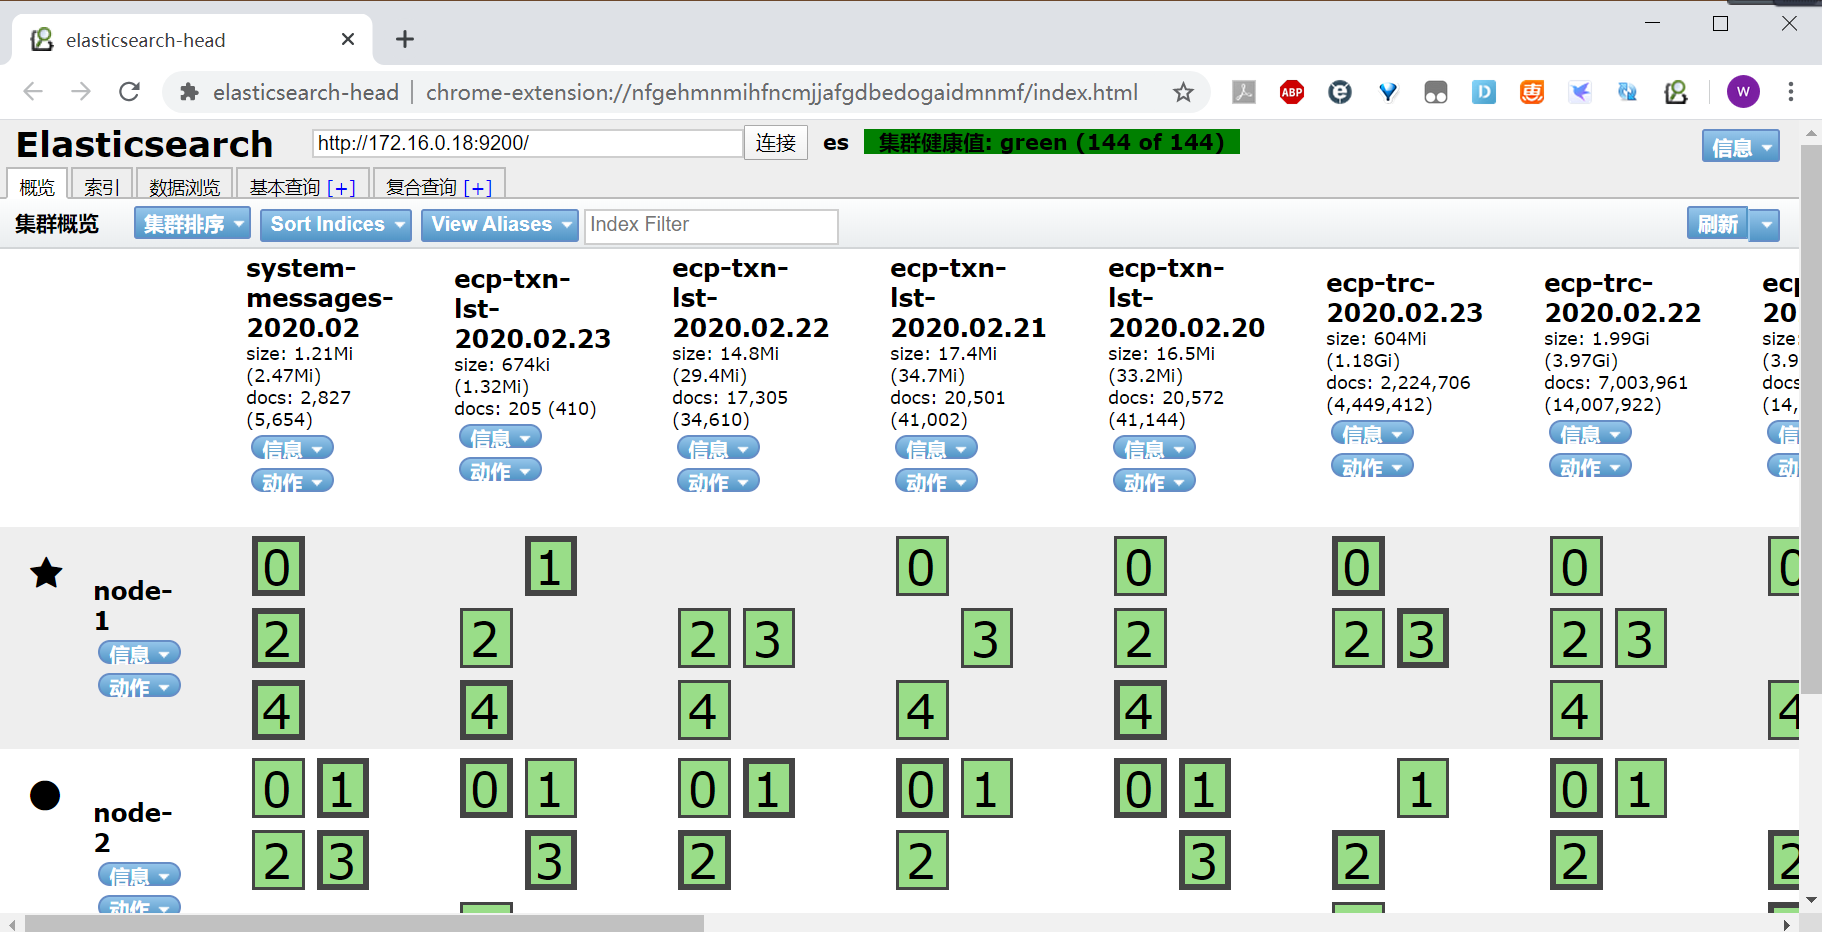 elasticsearch-head
elasticsearch-head | chrome-extension://nfgehmnmihfncmjjafgdbedogaidmnmf/index.html
ABP
D
W
Elasticsearch
http://172.16.0.18:9200/
连接
es
集群健康值: green (144 of 144)
信息
概览
索引
数据浏览
基本查询 [+]
复合查询 [+]
集群概览
集群排序
Sort Indices
View Aliases
Index Filter
刷新
system-
messages-
2020.02
size: 1.21Mi
(2.47Mi)
docs: 2,827
(5,654)
信息
动作
ecp-txn-
lst-
2020.02.23
size: 674ki
(1.32Mi)
docs: 205 (410)
信息
动作
ecp-txn-
lst-
2020.02.22
size: 14.8Mi
(29.4Mi)
docs: 17,305
(34,610)
信息
动作
ecp-txn-
lst-
2020.02.21
size: 17.4Mi
(34.7Mi)
docs: 20,501
(41,002)
信息
动作
ecp-txn-
lst-
2020.02.20
size: 16.5Mi
(33.2Mi)
docs: 20,572
(41,144)
信息
动作
ecp-trc-
2020.02.23
size: 604Mi
(1.18Gi)
docs: 2,224,706
(4,449,412)
信息
动作
ecp-trc-
2020.02.22
size: 1.99Gi
(3.97Gi)
docs: 7,003,961
(14,007,922)
信息
动作
ecp
20
size:
(3.9
docs
(14,
node-
1
信息
动作
0 1 0 0 0 0 0
2 2 2 3 3 2 2 3 2 3
4 4 4 4 4 4 4
node-
2
信息
动作
0 1 0 1 0 1 0 1 0 1 1 0 1
2 3 3 2 2 3 2 2 2